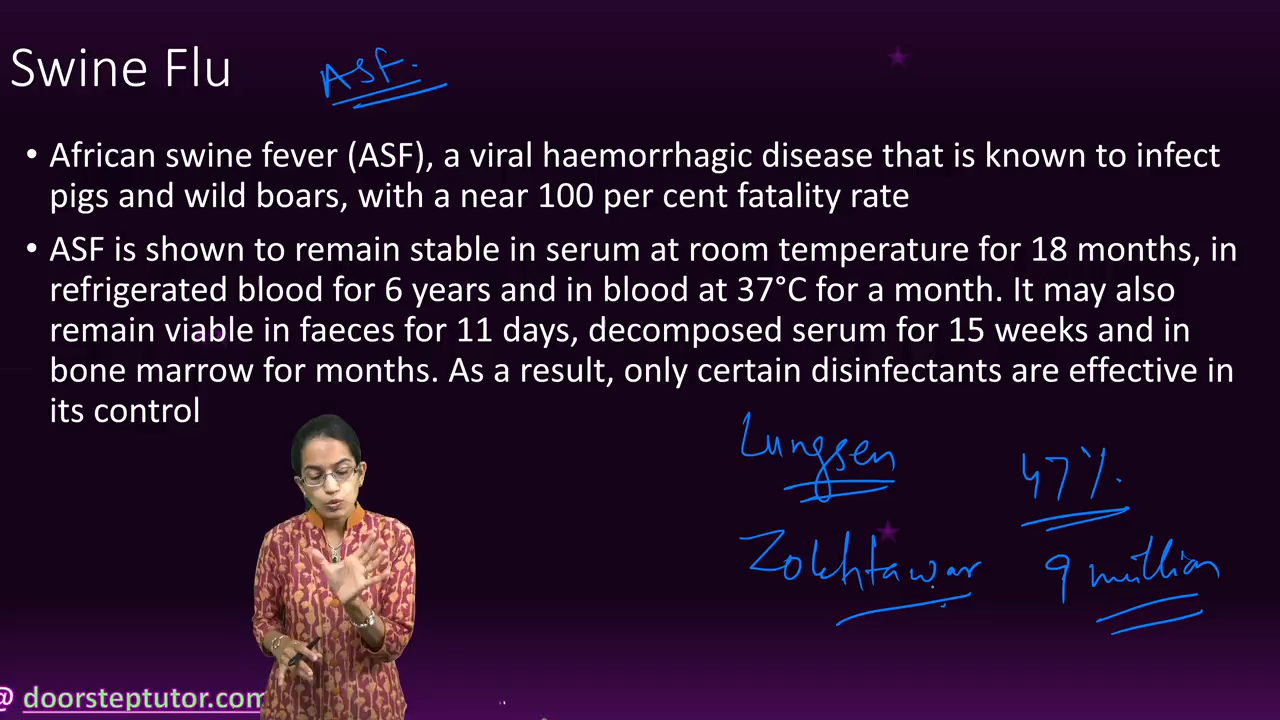 Swine Flu
ASF.
• African swine fever (ASF), a viral haemorrhagic disease that is known to infect
pigs and wild boars, with a near 100 per cent fatality rate
• ASF is shown to remain stable in serum at room temperature for 18 months, in
refrigerated blood for 6 years and in blood at 37°C for a month. It may also
remain viable in faeces for 11 days, decomposed serum for 15 weeks and in
bone marrow for months. As a result, only certain disinfectants are effective in
its control
Lungsen
47%.
Zokhtawar
9 million
@ doorsteptutor.com